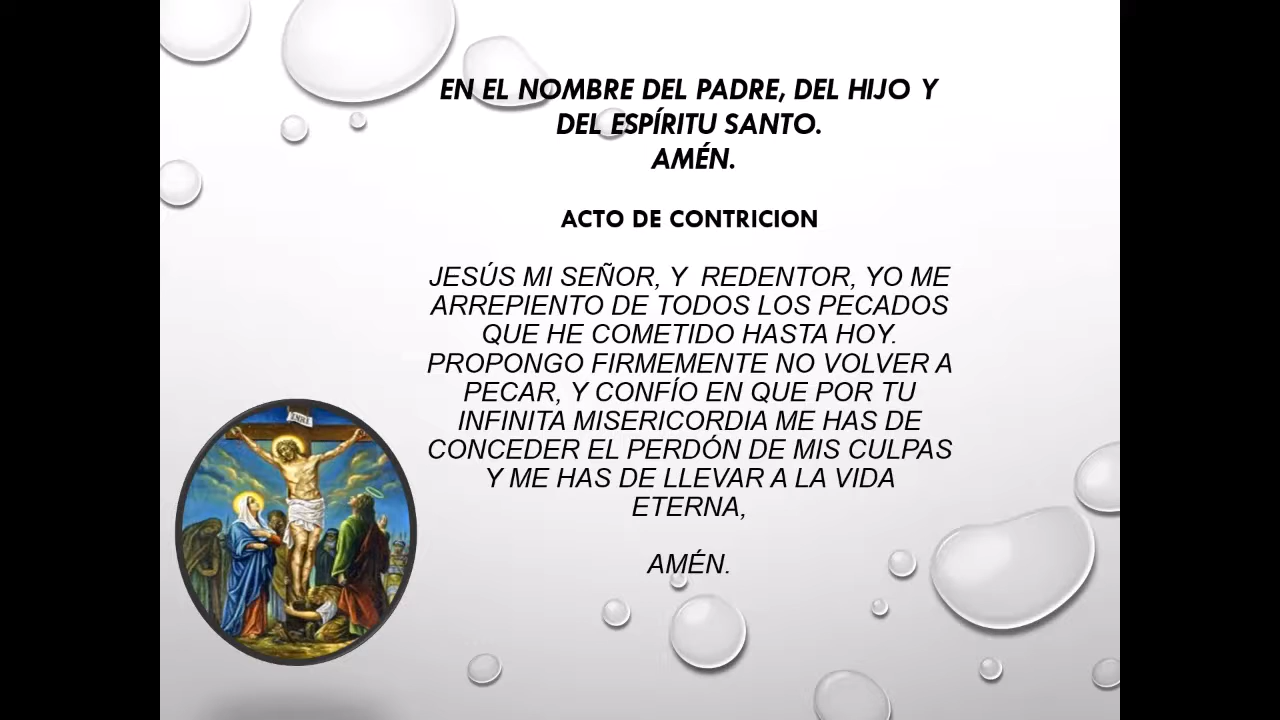 EN EL NOMBRE DEL PADRE, DEL HIJO Y
DEL ESPÍRITU SANTO.
AMÉN.
ACTO DE CONTRICION
JESÚS MI SEÑOR, Y REDENTOR, YO ME
ARREPIENTO DE TODOS LOS PECADOS
QUE HE COMETIDO HASTA HOY.
PROPONGO FIRMEMENTE NO VOLVER A
PECAR, Y CONFÍO EN QUE POR TU
INFINITA MISERICORDIA ME HAS DE
CONCEDER EL PERDÓN DE MIS CULPAS
Y ME HAS DE LLEVAR A LA VIDA
ETERNA,
AMÉN.
INRI